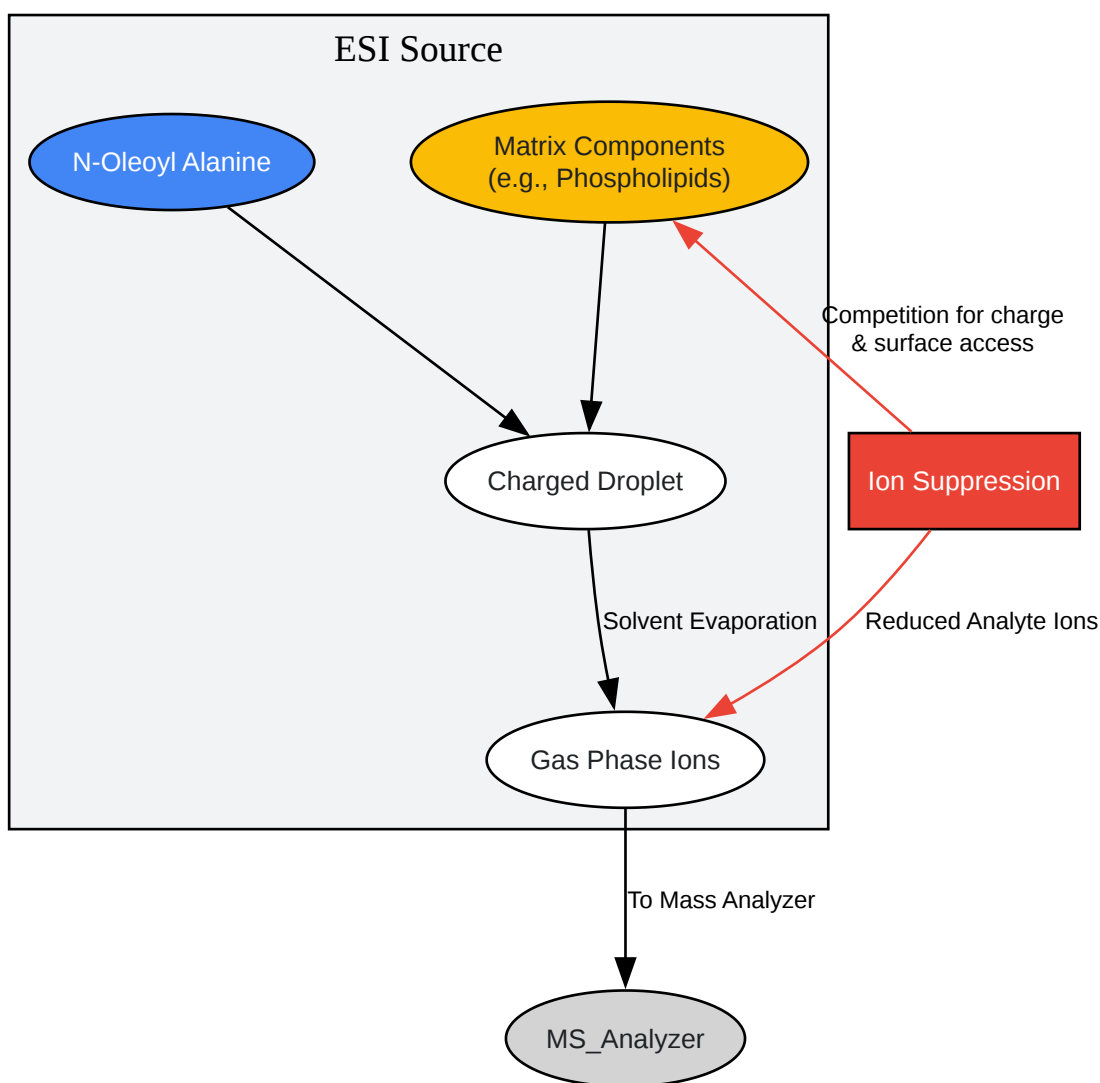 ESI Source
N-Oleoyl Alanine
Matrix Components
(e.g., Phospholipids)
Competition for charge
& surface access
Charged Droplet
Ion Suppression
Solvent Evaporation
Reduced Analyte Ions
Gas Phase Ions
To Mass Analyzer
MS_Analyzer